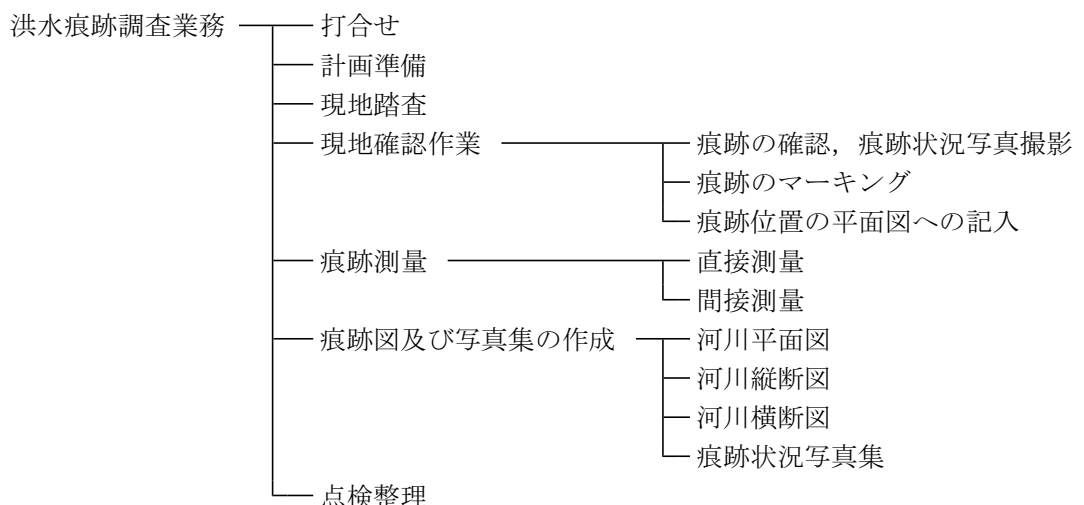 洪水痕跡調査業務 打合せ
計画準備
現地踏査
現地確認作業 痕跡の確認，痕跡状況写真撮影
痕跡のマーキング
痕跡位置の平面図への記入
痕跡測量 直接測量
間接測量
痕跡図及び写真集の作成 河川平面図
河川縦断図
河川横断図
痕跡状況写真集
点検整理